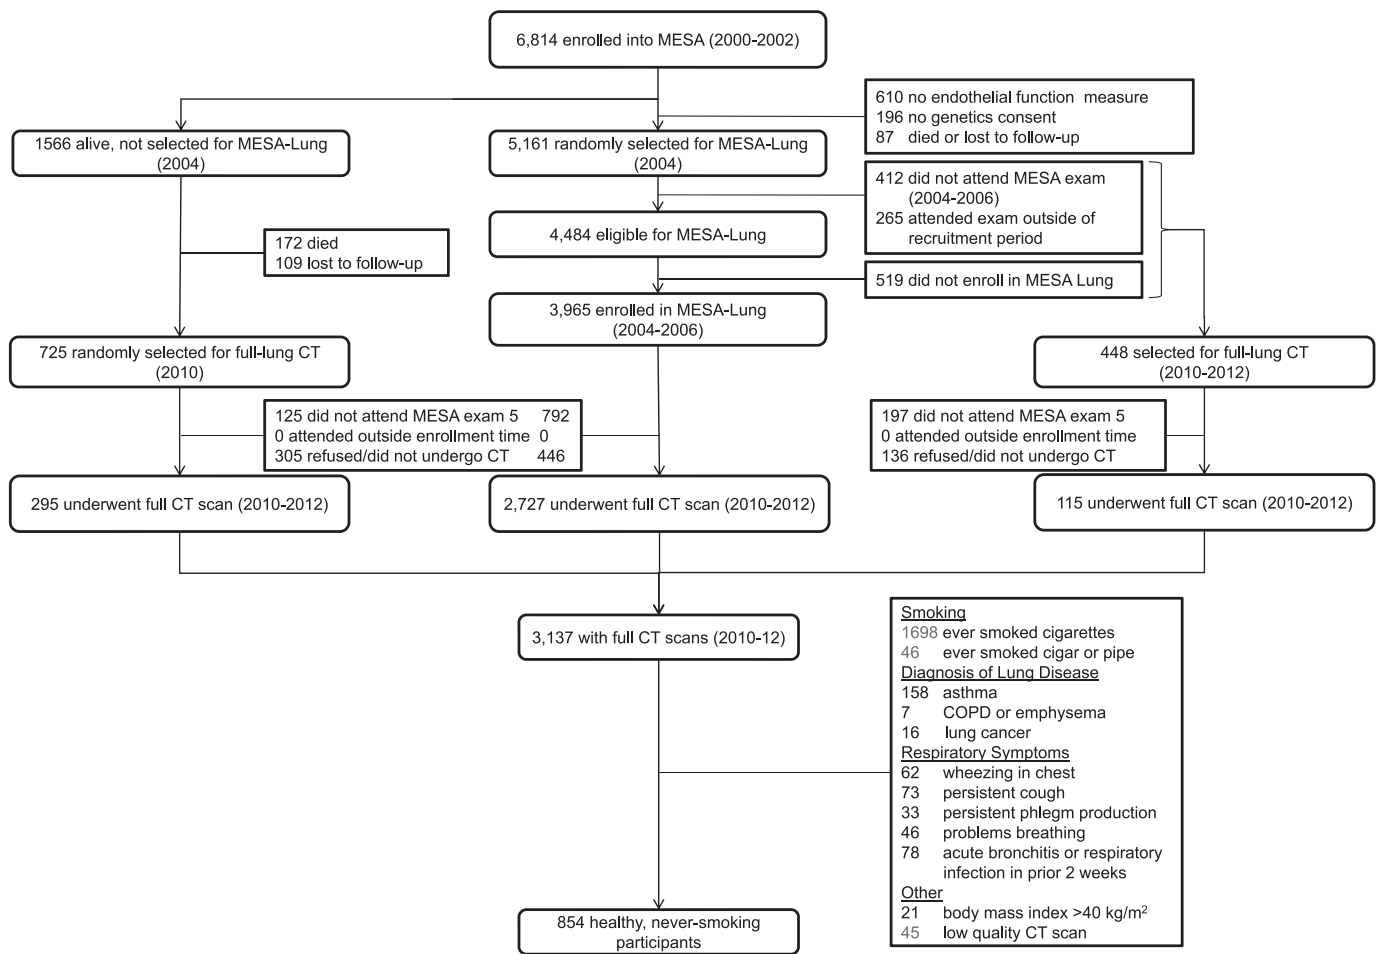 6,814 enrolled into MESA (2000-2002)
610 no endothelial function measure
196 no genetics consent
87 died or lost to follow-up
1566 alive, not selected for MESA-Lung
(2004)
5,161 randomly selected for MESA-Lung
(2004)
412 did not attend MESA exam
(2004-2006)
265 attended exam outside of
recruitment period
4,484 eligible for MESA-Lung
172 died
109 lost to follow-up
519 did not enroll in MESA Lung
3,965 enrolled in MESA-Lung
(2004-2006)
725 randomly selected for full-lung CT
(2010)
448 selected for full-lung CT
(2010-2012)
125 did not attend MESA exam 5 792
0 attended outside enrollment time 0
305 refused/did not undergo CT 446
197 did not attend MESA exam 5
0 attended outside enrollment time
136 refused/did not undergo CT
295 underwent full CT scan (2010-2012)
2,727 underwent full CT scan (2010-2012)
115 underwent full CT scan (2010-2012)
3,137 with full CT scans (2010-12)
Smoking
1698 ever smoked cigarettes
46 ever smoked cigar or pipe
Diagnosis of Lung Disease
158 asthma
7 COPD or emphysema
16 lung cancer
Respiratory Symptoms
62 wheezing in chest
73 persistent cough
33 persistent phlegm production
46 problems breathing
78 acute bronchitis or respiratory
infection in prior 2 weeks
Other
21 body mass index >40 kg/m²
45 low quality CT scan
854 healthy, never-smoking
participants